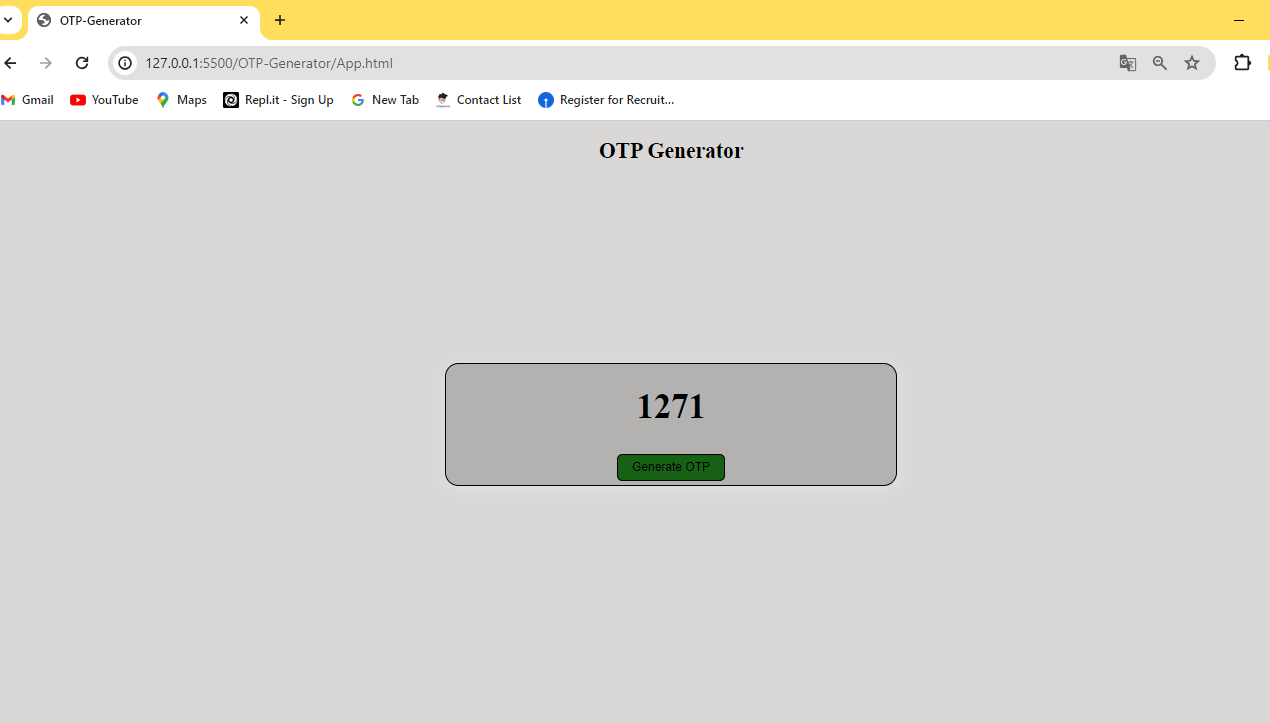 OTP-Generator
127.0.0.1:5500/OTP-Generator/App.html
Gmail YouTube Maps Repl.it - Sign Up New Tab Contact List Register for Recruit...
OTP Generator
1271
Generate OTP